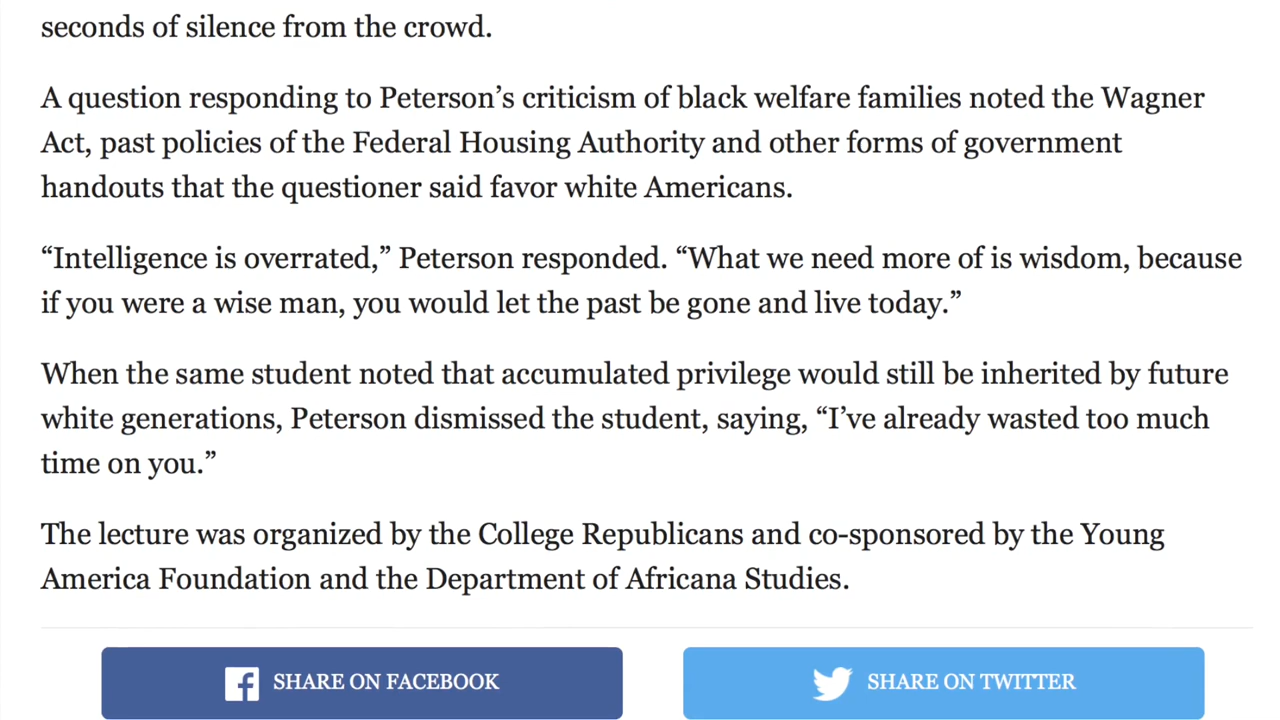 seconds of silence from the crowd.
A question responding to Peterson’s criticism of black welfare families noted the Wagner
Act, past policies of the Federal Housing Authority and other forms of government
handouts that the questioner said favor white Americans.
“Intelligence is overrated,” Peterson responded. “What we need more of is wisdom, because
if you were a wise man, you would let the past be gone and live today.”
When the same student noted that accumulated privilege would still be inherited by future
white generations, Peterson dismissed the student, saying, “I’ve already wasted too much
time on you.”
The lecture was organized by the College Republicans and co-sponsored by the Young
America Foundation and the Department of Africana Studies.
SHARE ON FACEBOOK
SHARE ON TWITTER